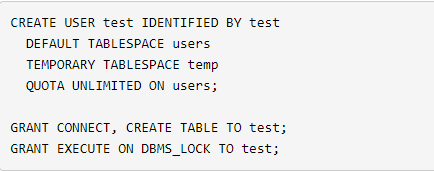 CREATE USER test IDENTIFIED BY test
  DEFAULT TABLESPACE users
  TEMPORARY TABLESPACE temp
  QUOTA UNLIMITED ON users;

GRANT CONNECT, CREATE TABLE TO test;
GRANT EXECUTE ON DBMS_LOCK TO test;